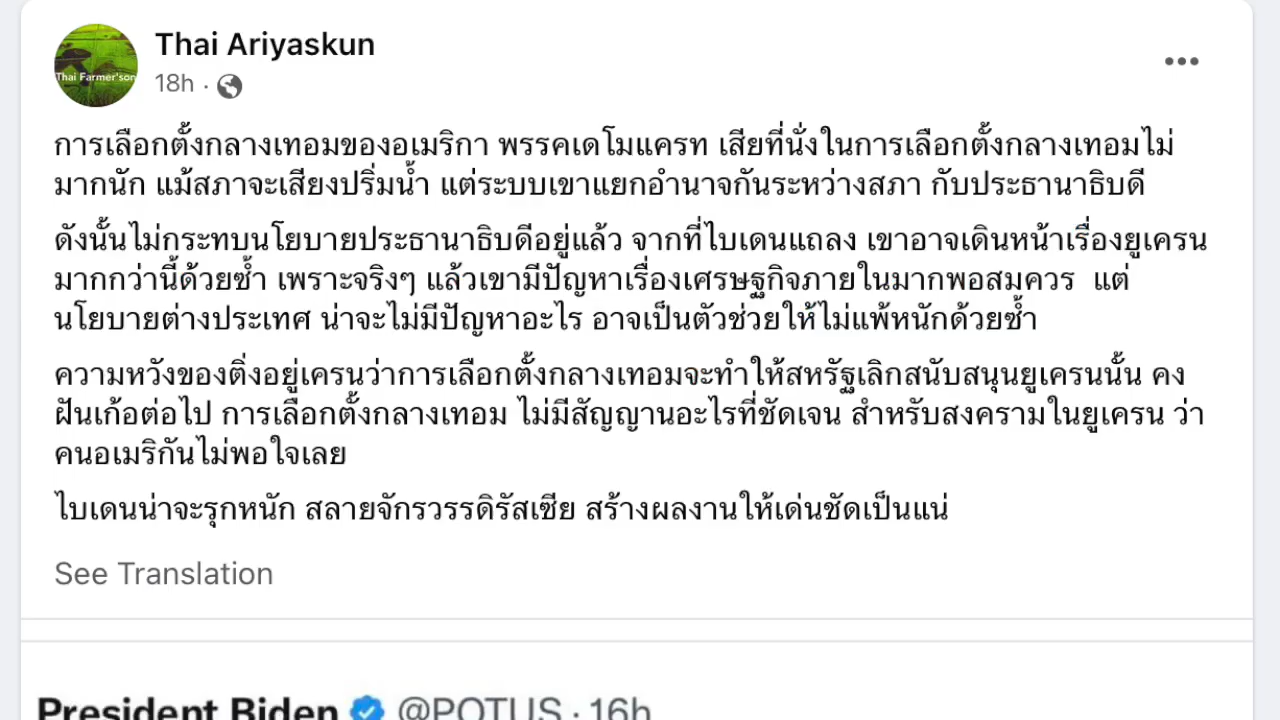 Thai Ariyaskun
Thai Farmer'son
18h ·
การเลือกตั้งกลางเทอมของอเมริกา พรรคเดโมแครท เสียที่นั่งในการเลือกตั้งกลางเทอมไม่
มากนัก แม้สภาจะเสียงปริ่มน้ำ แต่ระบบเขาแยกอำนาจกันระหว่างสภา กับประธานาธิบดี
ดังนั้นไม่กระทบนโยบายประธานาธิบดีอยู่แล้ว จากที่ไบเดนแถลง เขาอาจเดินหน้าเรื่องยูเครน
มากกว่านี้ด้วยซ้ำ เพราะจริงๆ แล้วเขามีปัญหาเรื่องเศรษฐกิจภายในมากพอสมควร  แต่
นโยบายต่างประเทศ น่าจะไม่มีปัญหาอะไร อาจเป็นตัวช่วยให้ไม่แพ้หนักด้วยซ้ำ
ความหวังของติ่งอยู่เครนว่าการเลือกตั้งกลางเทอมจะทำให้สหรัฐเลิกสนับสนุนยูเครนนั้น คง
ฝันเก้อต่อไป การเลือกตั้งกลางเทอม ไม่มีสัญญานอะไรที่ชัดเจน สำหรับสงครามในยูเครน ว่า
คนอเมริกันไม่พอใจเลย
ไบเดนน่าจะรุกหนัก สลายจักรวรรดิรัสเซีย สร้างผลงานให้เด่นชัดเป็นแน่
See Translation
President Biden @POTUS · 16h